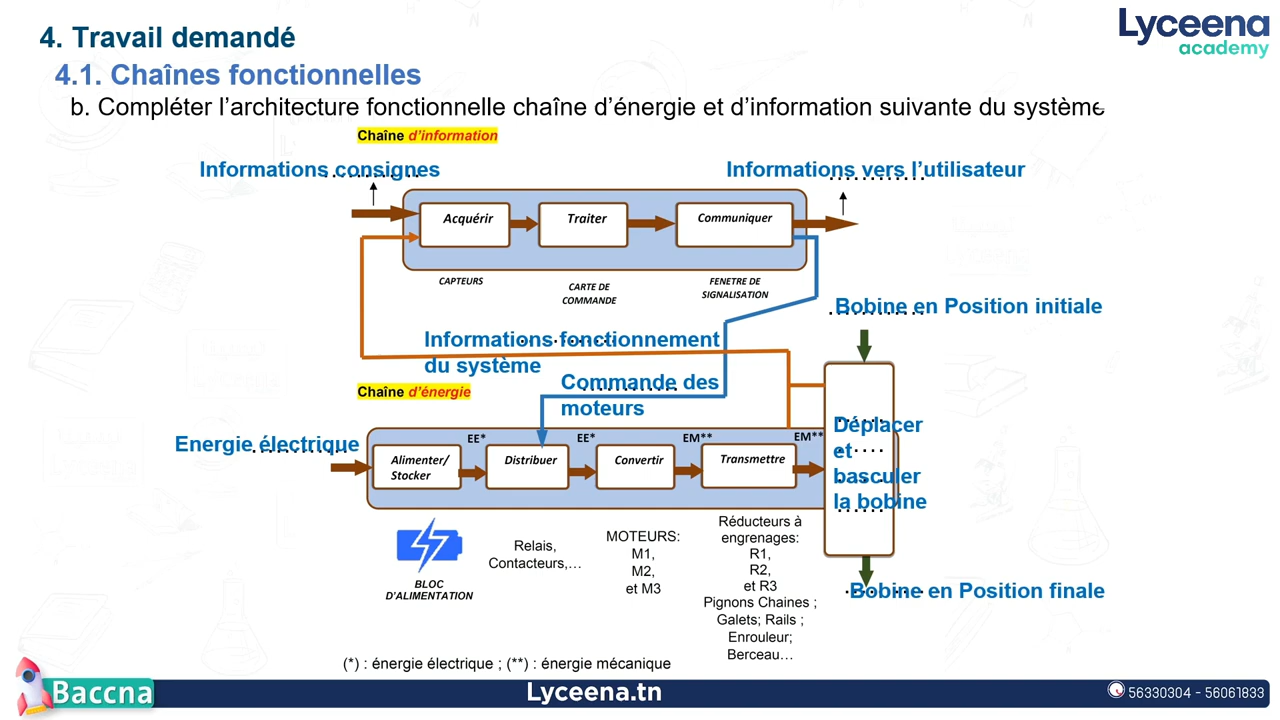 4. Travail demandé
Lyceena
academy
4.1. Chaînes fonctionnelles
b. Compléter l'architecture fonctionnelle chaîne d'énergie et d'information suivante du système
Chaîne d'information
Informations consignes
Informations vers l'utilisateur
Acquérir
Traiter
Communiquer
CAPTEURS
CARTE DE
COMMANDE
FENETRE DE
SIGNALISATION
Bobine en Position initiale
Informations fonctionnement
du système
Commande des
moteurs
Chaîne d'énergie
Energie électrique
EE*
EE*
EM**
EM**
Alimenter/
Stocker
Distribuer
Convertir
Transmettre
Déplacer
et
basculer
la bobine
BLOC
D'ALIMENTATION
Relais,
Contacteurs,...
MOTEURS:
M1,
M2,
et M3
Réducteurs à
engrenages:
R1,
R2,
et R3
Pignons Chaines ;
Galets; Rails ;
Enrouleur;
Berceau...
Bobine en Position finale
(*) : énergie électrique ; (**) : énergie mécanique
Baccna
Lyceena.tn
56330304 - 56061833